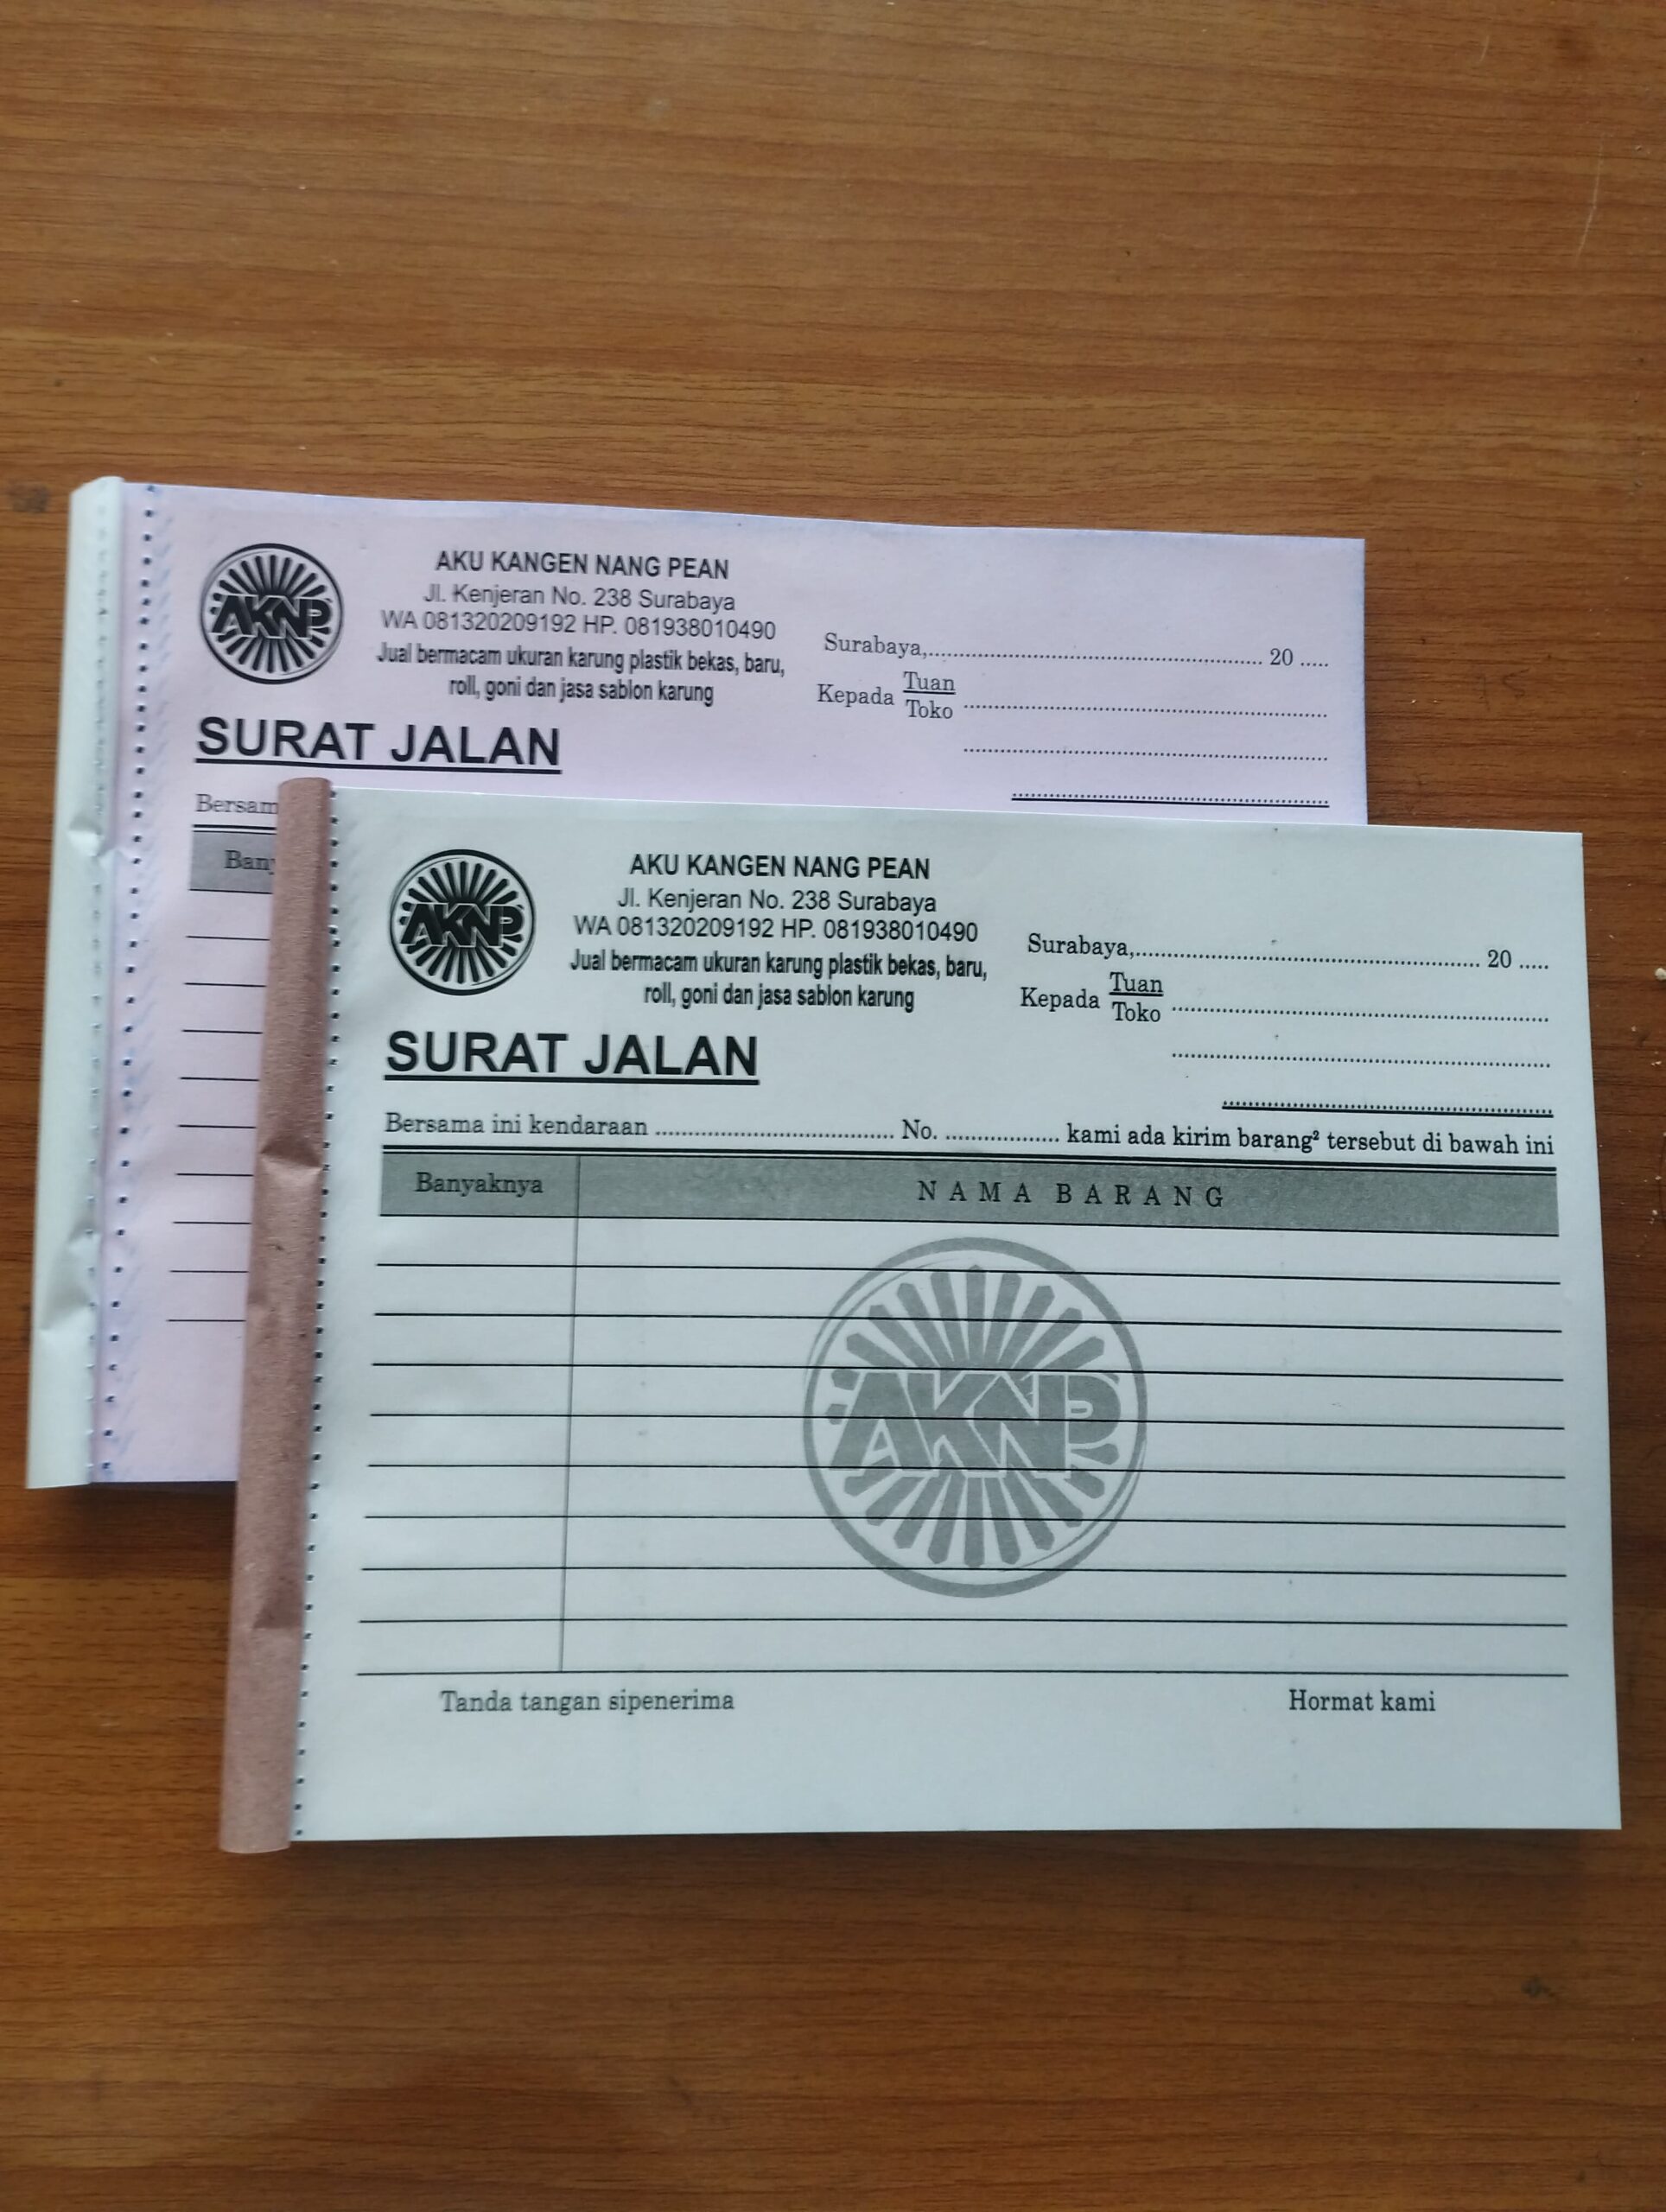 AKNP
AKU KANGEN NANG PEAN
Jl. Kenjeran No. 238 Surabaya
WA 081320209192 HP. 081938010490
Jual bermacam ukuran karung plastik bekas, baru,
roll, goni dan jasa sablon karung
Surabaya,........................ 20 .....
Kepada Tuan
Toko
SURAT JALAN
Bersam
Bany
AKNP
AKU KANGEN NANG PEAN
Jl. Kenjeran No. 238 Surabaya
WA 081320209192 HP. 081938010490
Jual bermacam ukuran karung plastik bekas, baru,
roll, goni dan jasa sablon karung
Surabaya,........................ 20 .....
Kepada Tuan
Toko
SURAT JALAN
Bersama ini kendaraan ........................ No. .................. kami ada kirim barang² tersebut di bawah ini
Banyaknya NAMA BARANG
AKNP
Tanda tangan sipenerima Hormat kami